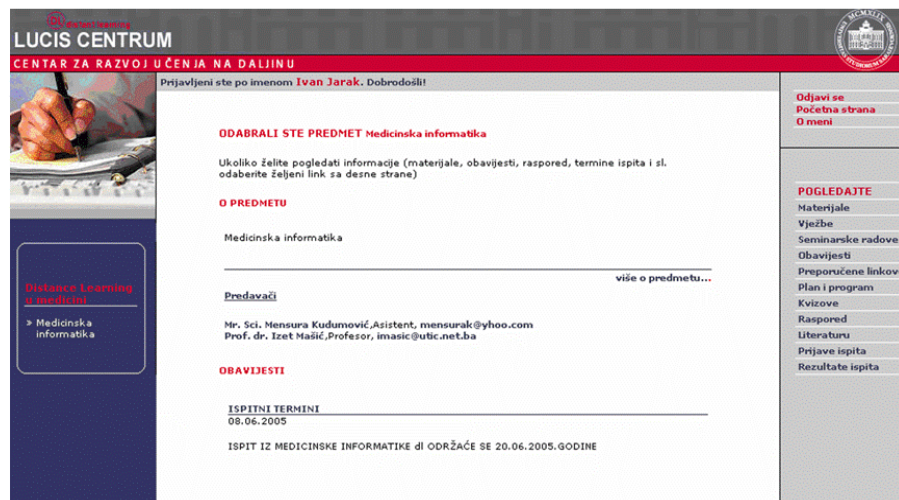 DL distant learning
LUCIS CENTRUM
CENTAR ZA RAZVOJ UČENJA NA DALJINU
Prijavljeni ste po imenom Ivan Jarak. Dobrodošli!
Odjavi se
Početna strana
O meni
ODABRALI STE PREDMET Medicinska informatika
Ukoliko želite pogledati informacije (materijale, obavijesti, raspored, termine ispita i sl.
odaberite željeni link sa desne strane)
O PREDMETU
Medicinska informatika
više o predmetu...
Predavači
Mr. Sci. Mensura Kudumović,Asistent, mensurak@yhoo.com
Prof. dr. Izet Mašić,Profesor, imasic@utic.net.ba
OBAVIJESTI
ISPITNI TERMINI
08.06.2005
ISPIT IZ MEDICINSKE INFORMATIKE dl ODRŽAĆE SE 20.06.2005.GODINE
Distance Learning
u medicini
» Medicinska
informatika
POGLEDAJTE
Materijale
Vježbe
Seminarske radove
Obavijesti
Preporučene linkov
Plan i program
Kvizove
Raspored
Literaturu
Prijave ispita
Rezultate ispita